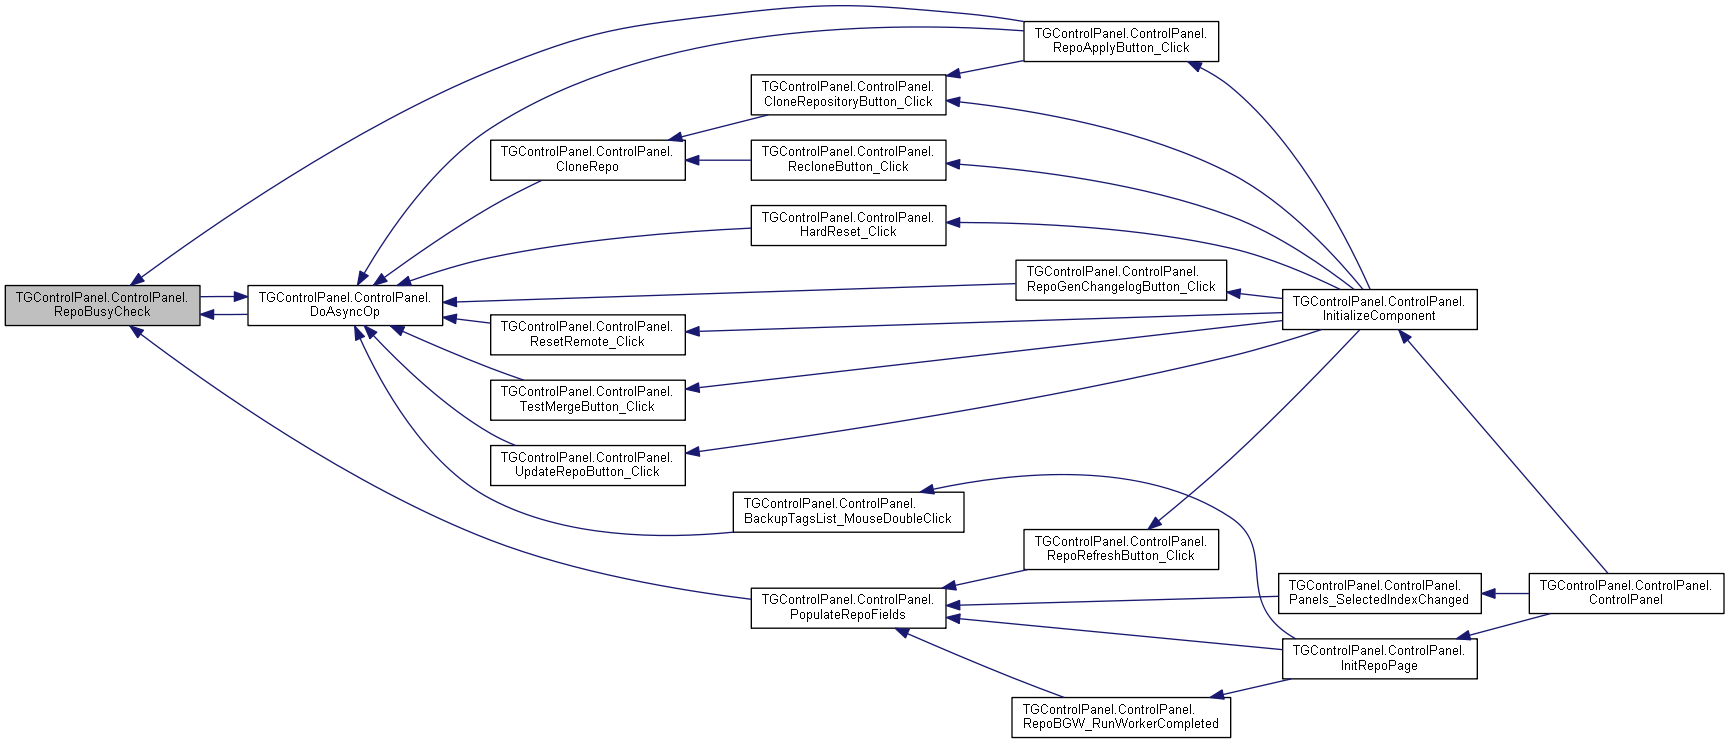 TGControlPanel.ControlPanel.
RepoApplyButton_Click
TGControlPanel.ControlPanel.
CloneRepositoryButton_Click
TGControlPanel.ControlPanel.
CloneRepo
TGControlPanel.ControlPanel.
RecloneButton_Click
TGControlPanel.ControlPanel.
HardReset_Click
TGControlPanel.ControlPanel.
RepoGenChangelogButton_Click
TGControlPanel.ControlPanel.
RepoBusyCheck
TGControlPanel.ControlPanel.
DoAsyncOp
TGControlPanel.ControlPanel.
InitializeComponent
TGControlPanel.ControlPanel.
ResetRemote_Click
TGControlPanel.ControlPanel.
TestMergeButton_Click
TGControlPanel.ControlPanel.
UpdateRepoButton_Click
TGControlPanel.ControlPanel.
BackupTagsList_MouseDoubleClick
TGControlPanel.ControlPanel.
RepoRefreshButton_Click
TGControlPanel.ControlPanel.
PopulateRepoFields
TGControlPanel.ControlPanel.
Panels_SelectedIndexChanged
TGControlPanel.ControlPanel.
ControlPanel
TGControlPanel.ControlPanel.
InitRepoPage
TGControlPanel.ControlPanel.
RepoBGW_RunWorkerCompleted